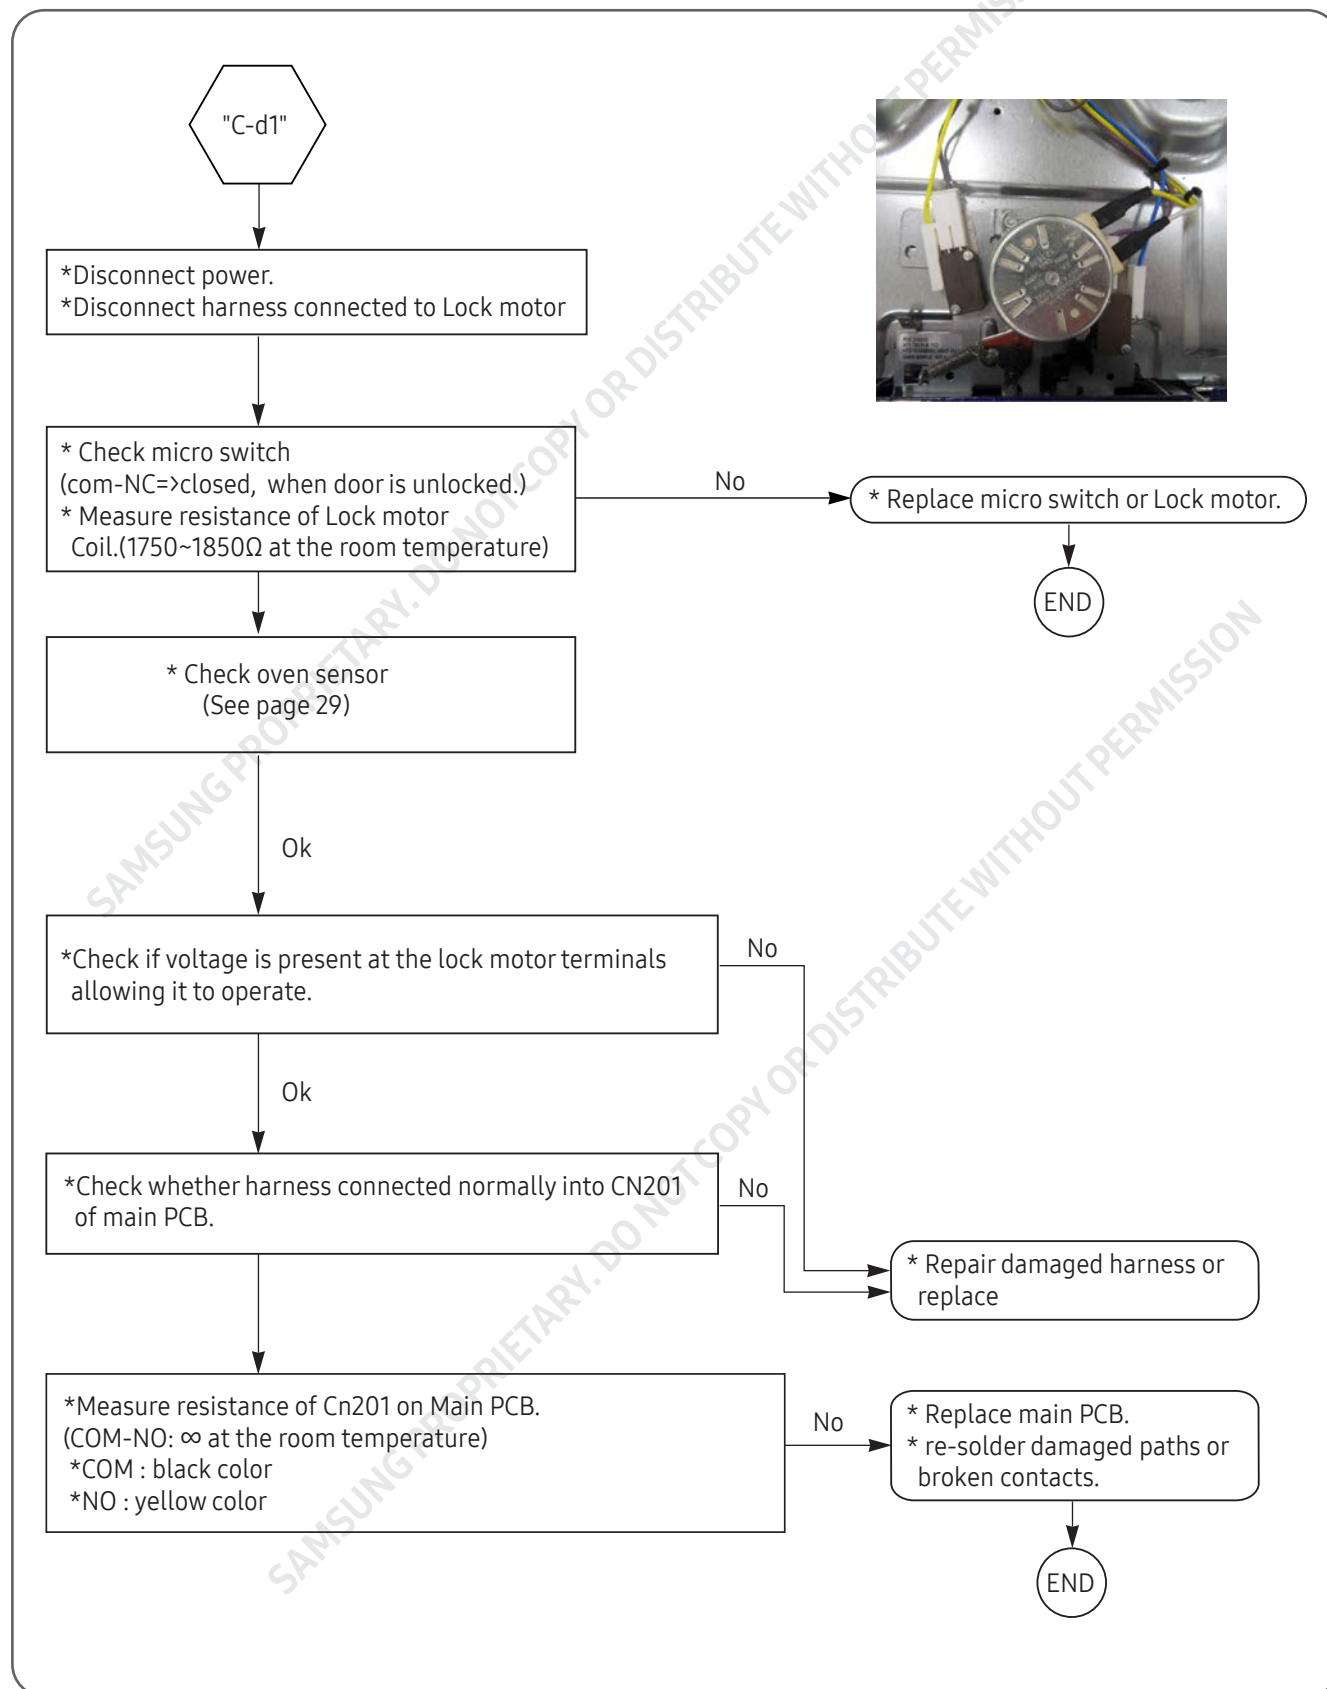 "C-d1"
*Disconnect power.
*Disconnect harness connected to Lock motor
* Check micro switch
(com-NC=>closed, when door is unlocked.)
* Measure resistance of Lock motor
Coil.(1750~1850Ω at the room temperature)
No
* Replace micro switch or Lock motor.
END
* Check oven sensor
(See page 29)
Ok
*Check if voltage is present at the lock motor terminals
allowing it to operate.
No
Ok
*Check whether harness connected normally into CN201
of main PCB.
No
* Repair damaged harness or
replace
*Measure resistance of Cn201 on Main PCB.
(COM-NO: ∞ at the room temperature)
*COM : black color
*NO : yellow color
No
* Replace main PCB.
* re-solder damaged paths or
broken contacts.
END
SAMSUNG PROPRIETARY. DO NOT COPY OR DISTRIBUTE WITHOUT PERMISSION
SAMSUNG PROPRIETARY. DO NOT COPY OR DISTRIBUTE WITHOUT PERMISSION